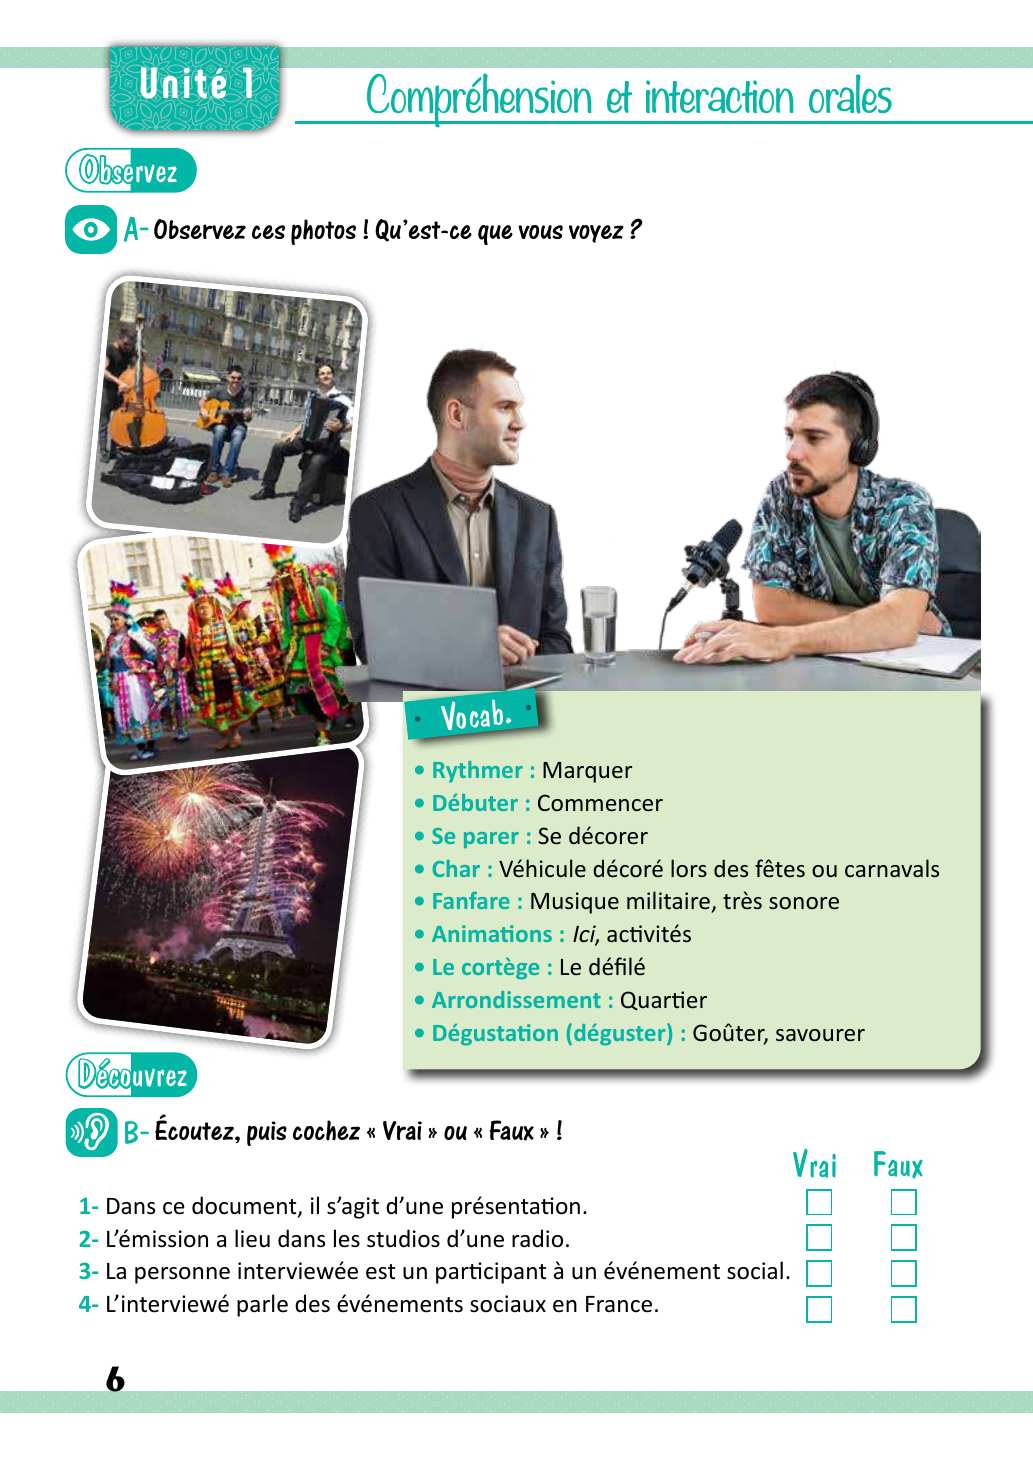 Unité 1
Compréhension et interaction orales
Observez
A- Observez ces photos ! Qu’est-ce que vous voyez ?
Vocab.
• Rythmer : Marquer
• Débuter : Commencer
• Se parer : Se décorer
• Char : Véhicule décoré lors des fêtes ou carnavals
• Fanfare : Musique militaire, très sonore
• Animations : Ici, activités
• Le cortège : Le défilé
• Arrondissement : Quartier
• Dégustation (déguster) : Goûter, savourer
Découvrez
B- Écoutez, puis cochez « Vrai » ou « Faux » !
Vrai Faux
1- Dans ce document, il s’agit d’une présentation.
2- L’émission a lieu dans les studios d’une radio.
3- La personne interviewée est un participant à un événement social.
4- L’interviewé parle des événements sociaux en France.
6